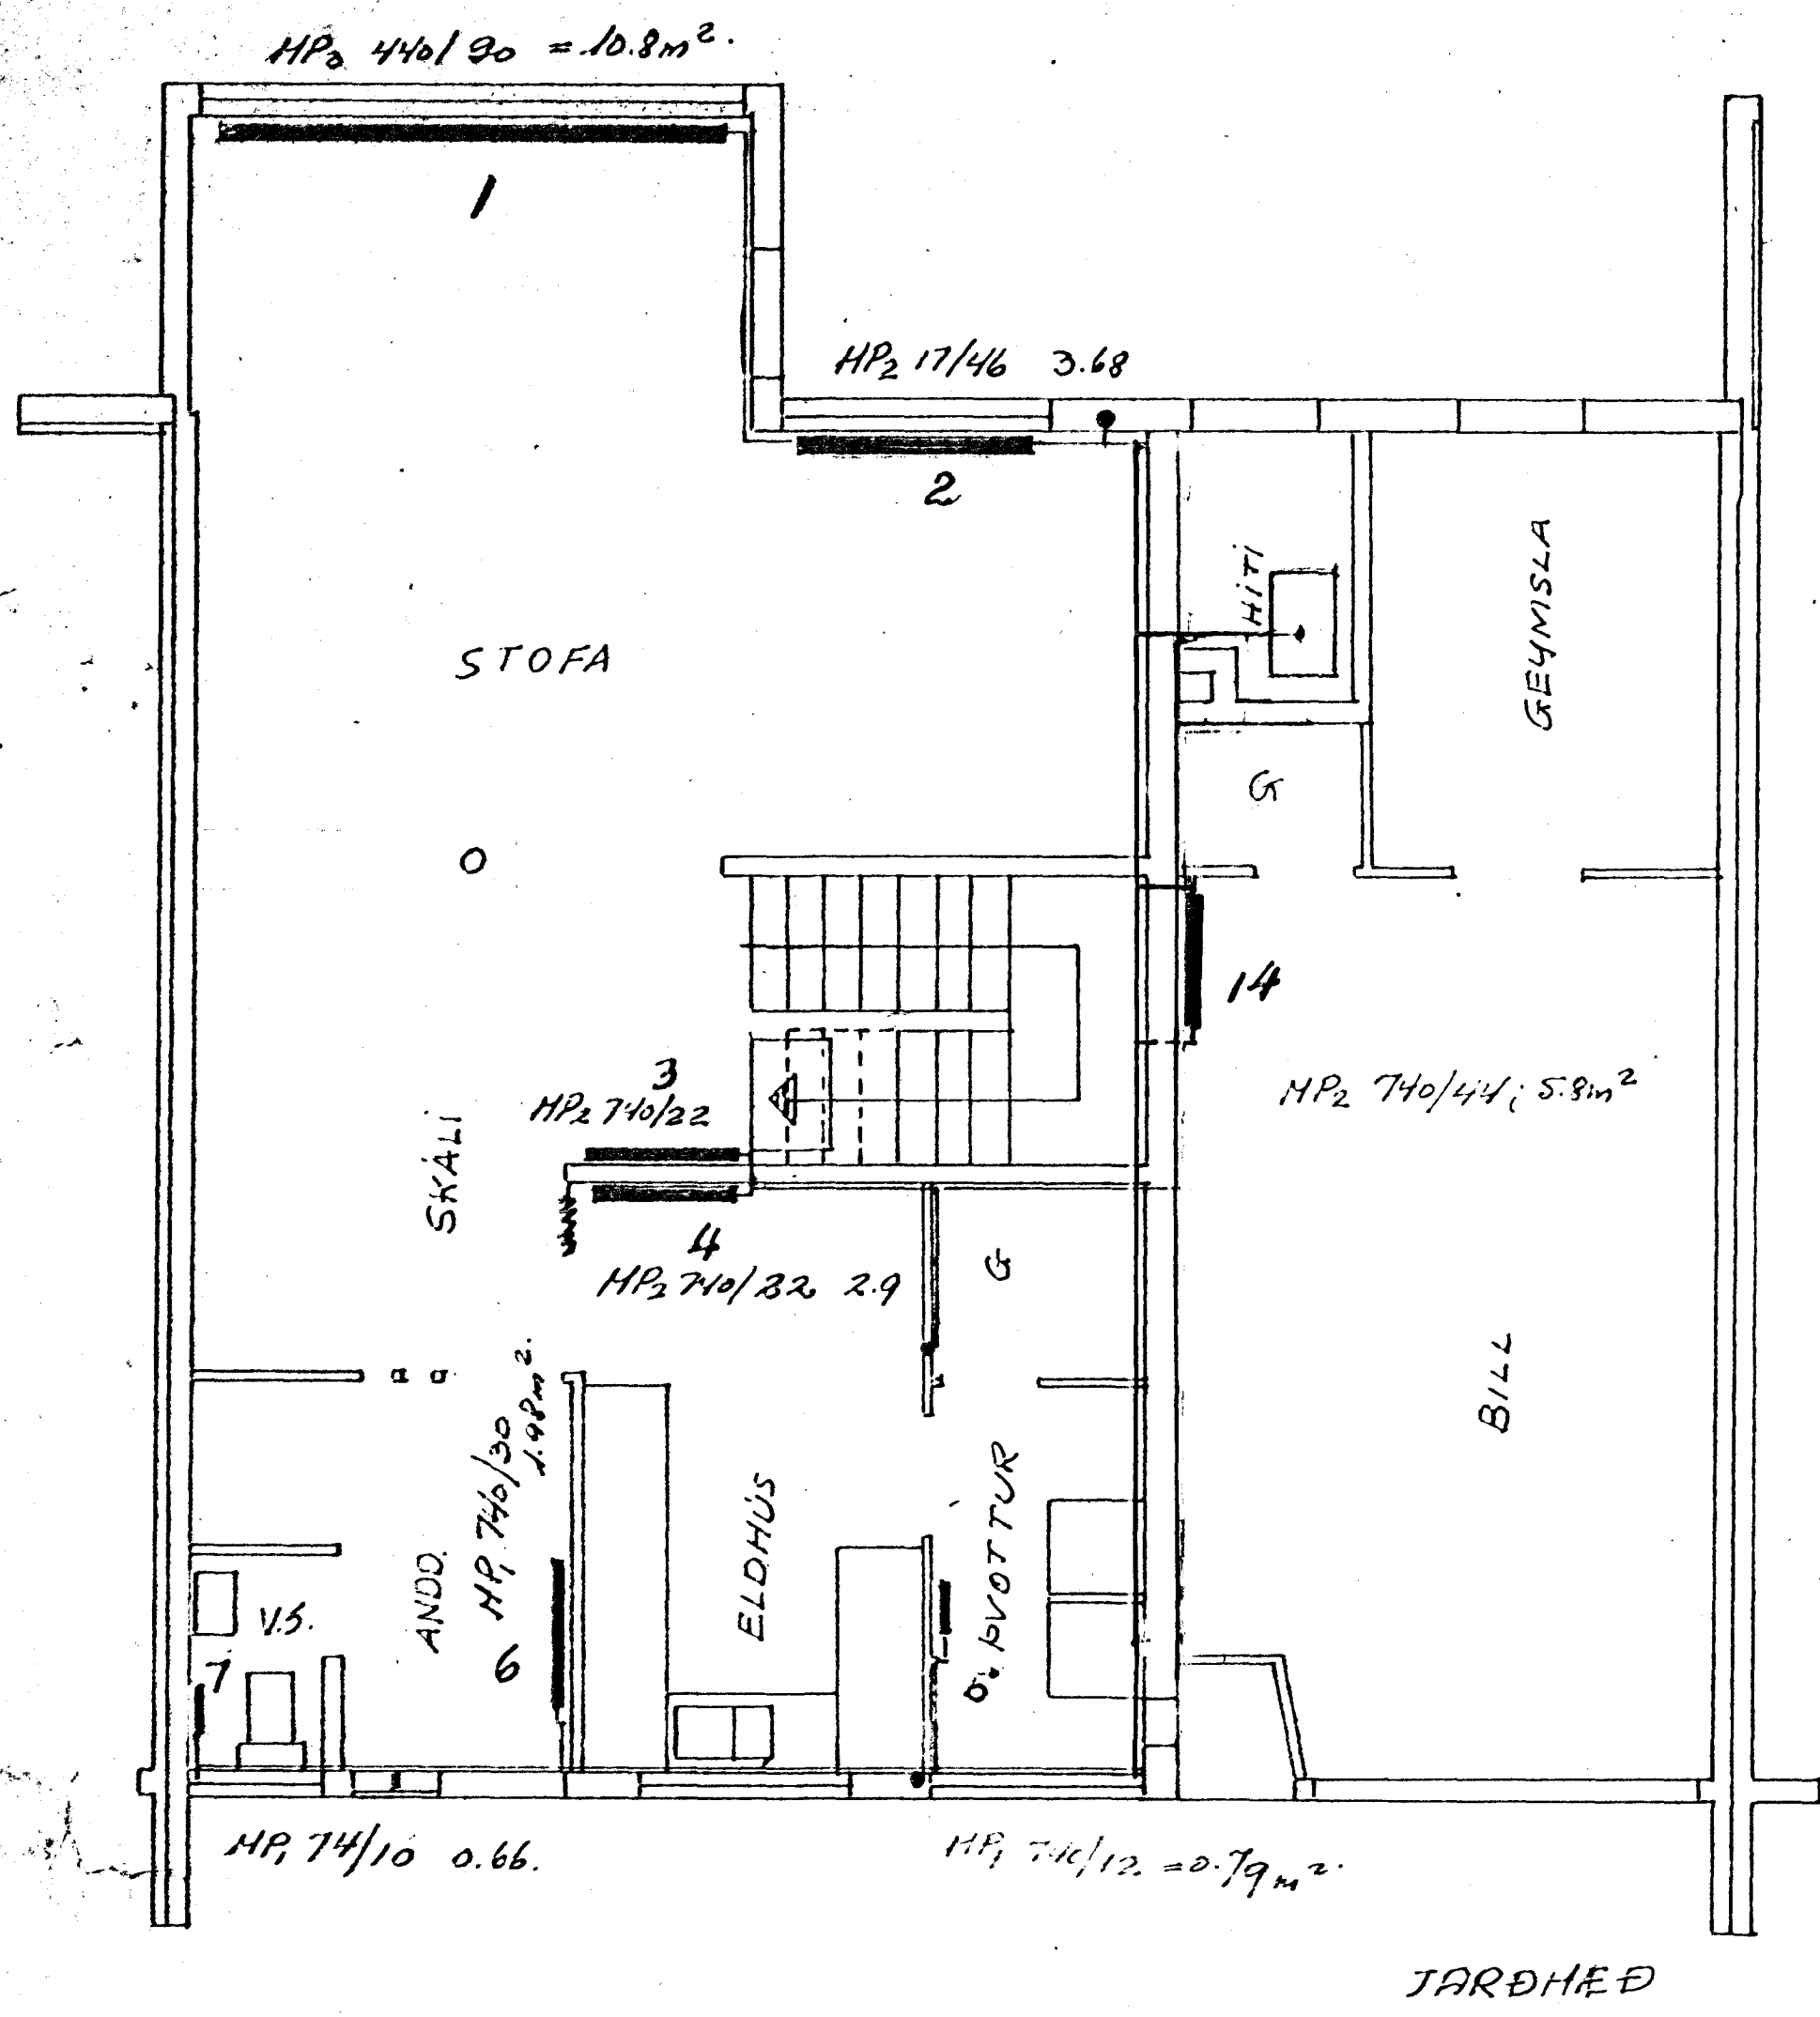 HP3 440/90 = 10.8m².
1
HP2 17/46 3.68
2
HITI
GEYMSLA
STOFA
G
14
3
HP2 740/22
HP2 740/44; 5.8m²
SKÁLI
4
HP2 740/22 2.9
G
BILL
HP1 740/30
1.98m².
ELDHÚS
ÞVOTTUR
ANDD.
V.S.
6
7
HP1 74/10 0.66.
HP1 740/12 = 0.79m².
JARÐHÆÐ